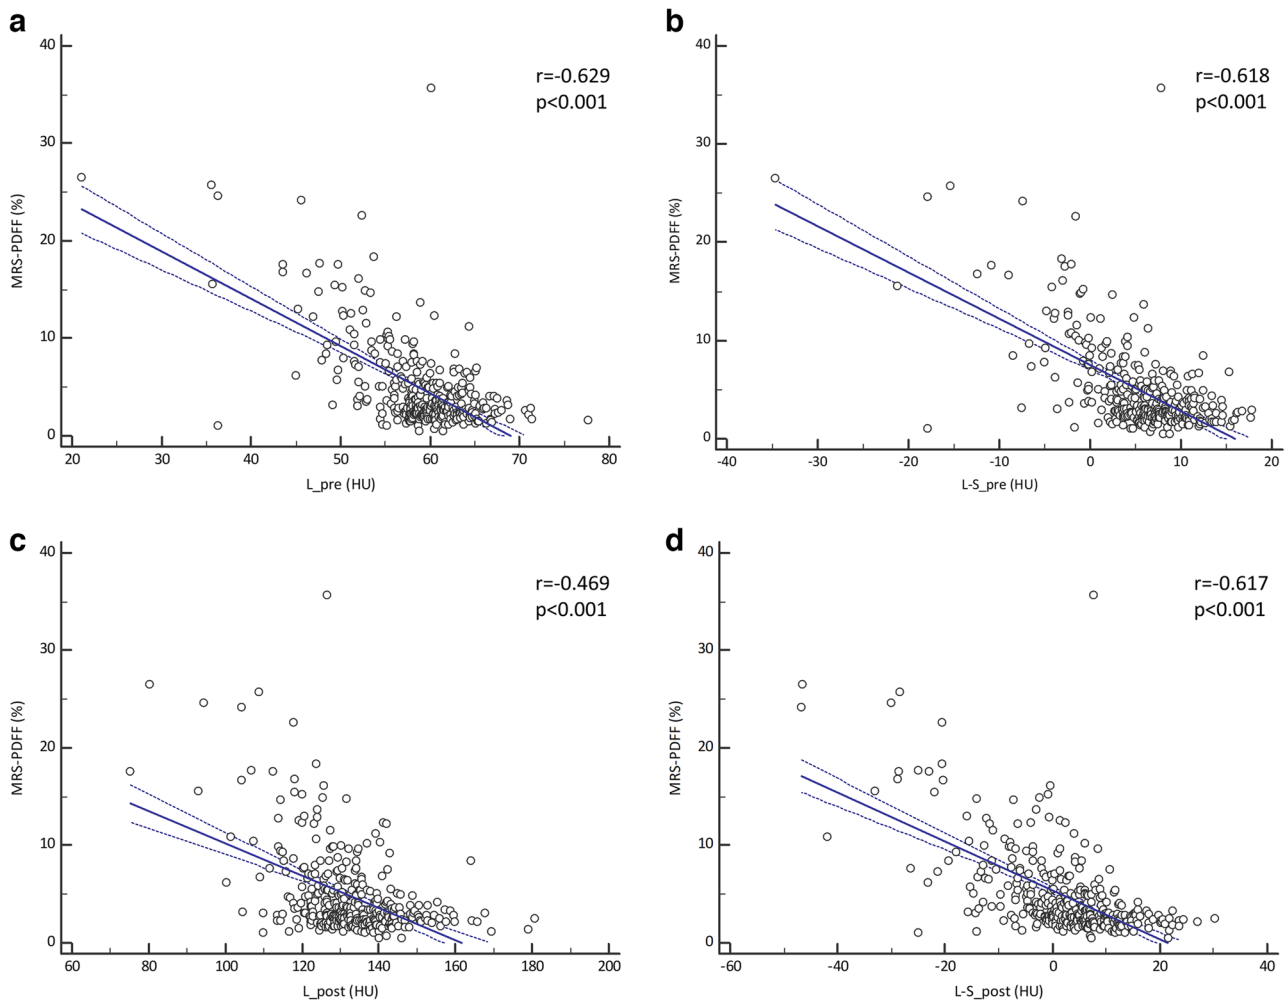 a
40
30
20
10
0
MRS-PDFF (%)
r=-0.629
p<0.001
20 30 40 50 60 70 80
L_pre (HU)
b
40
30
20
10
0
MRS-PDFF (%)
r=-0.618
p<0.001
-40 -30 -20 -10 0 10 20
L-S_pre (HU)
c
40
30
20
10
0
MRS-PDFF (%)
r=-0.469
p<0.001
60 80 100 120 140 160 180 200
L_post (HU)
d
40
30
20
10
0
MRS-PDFF (%)
r=-0.617
p<0.001
-60 -40 -20 0 20 40
L-S_post (HU)